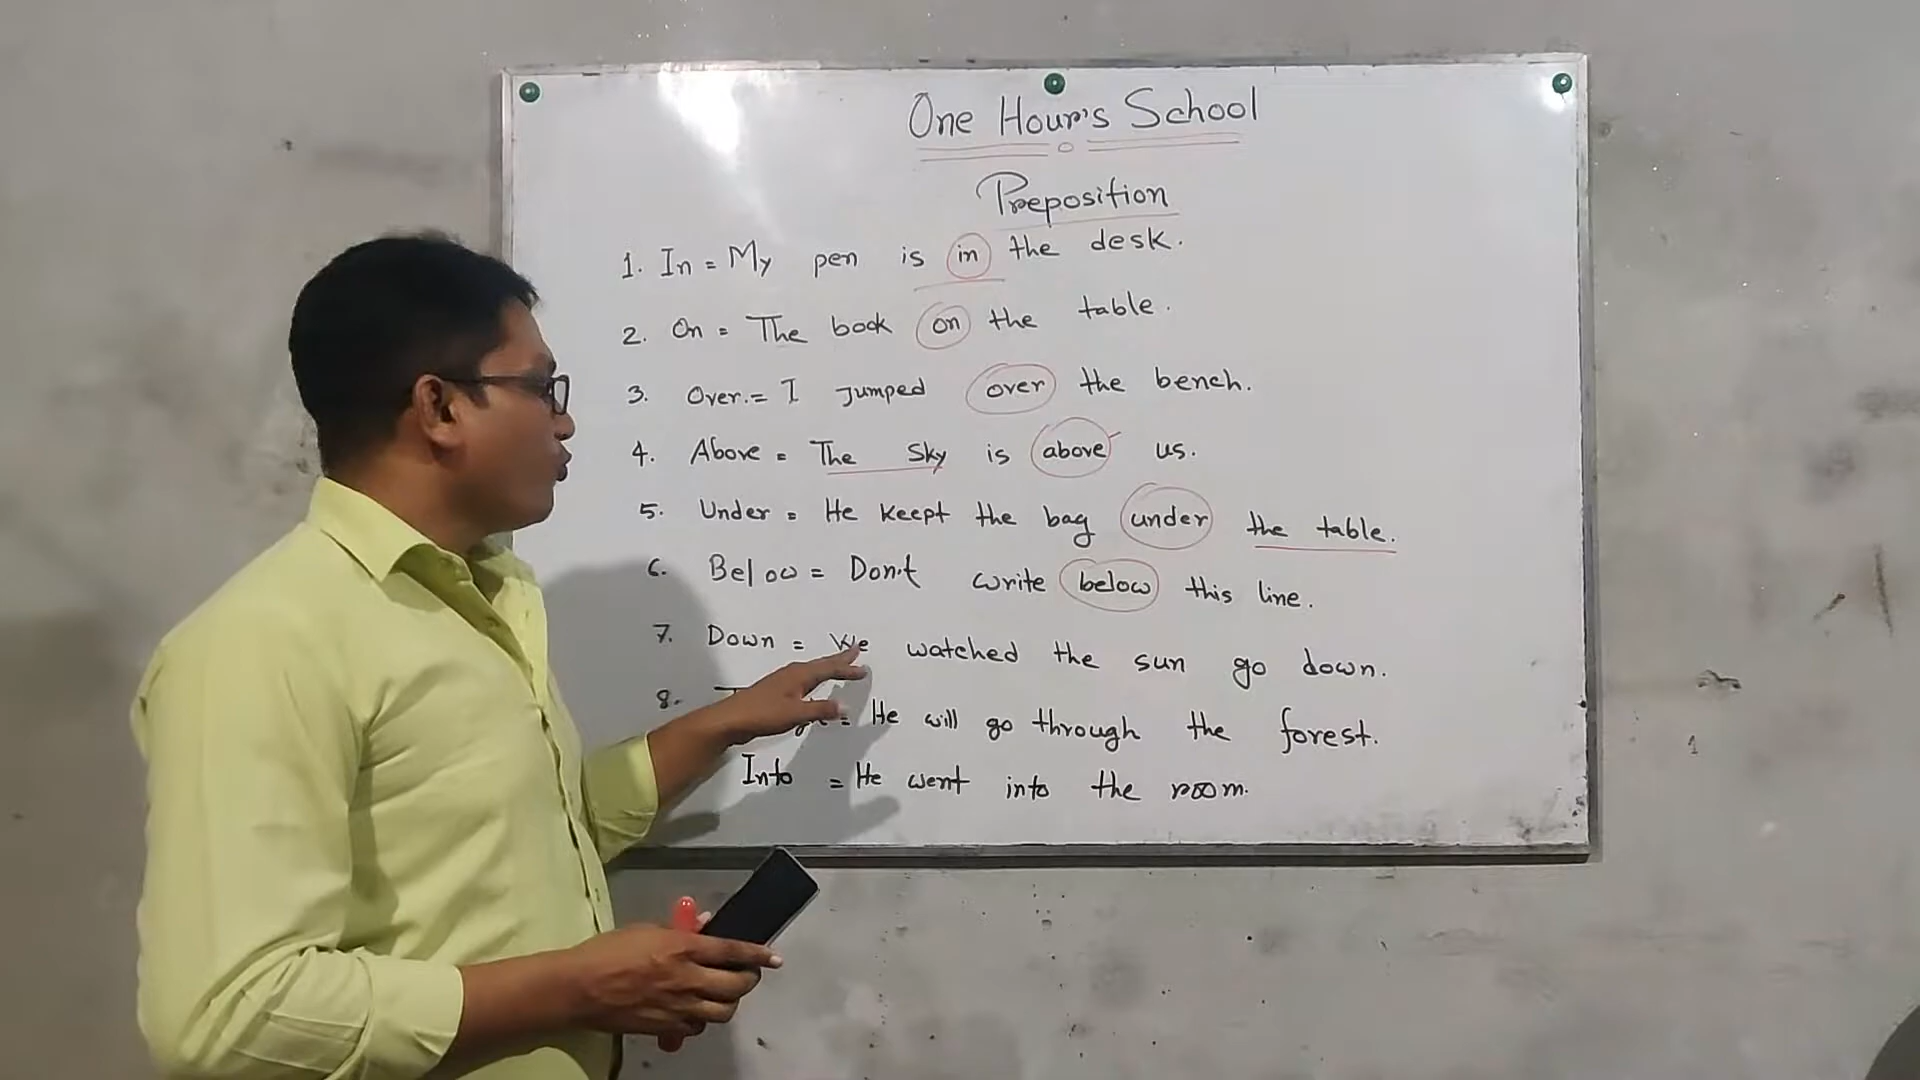 One Hour's School
Preposition
1. In = My pen is in the desk.
2. On = The book on the table.
3. Over. = I jumped over the bench.
4. Above = The Sky is above us.
5. Under = He keept the bag under the table.
6. Below = Don't write below this line.
7. Down = We watched the sun go down.
8. = He will go through the forest.
Into = He went into the room.